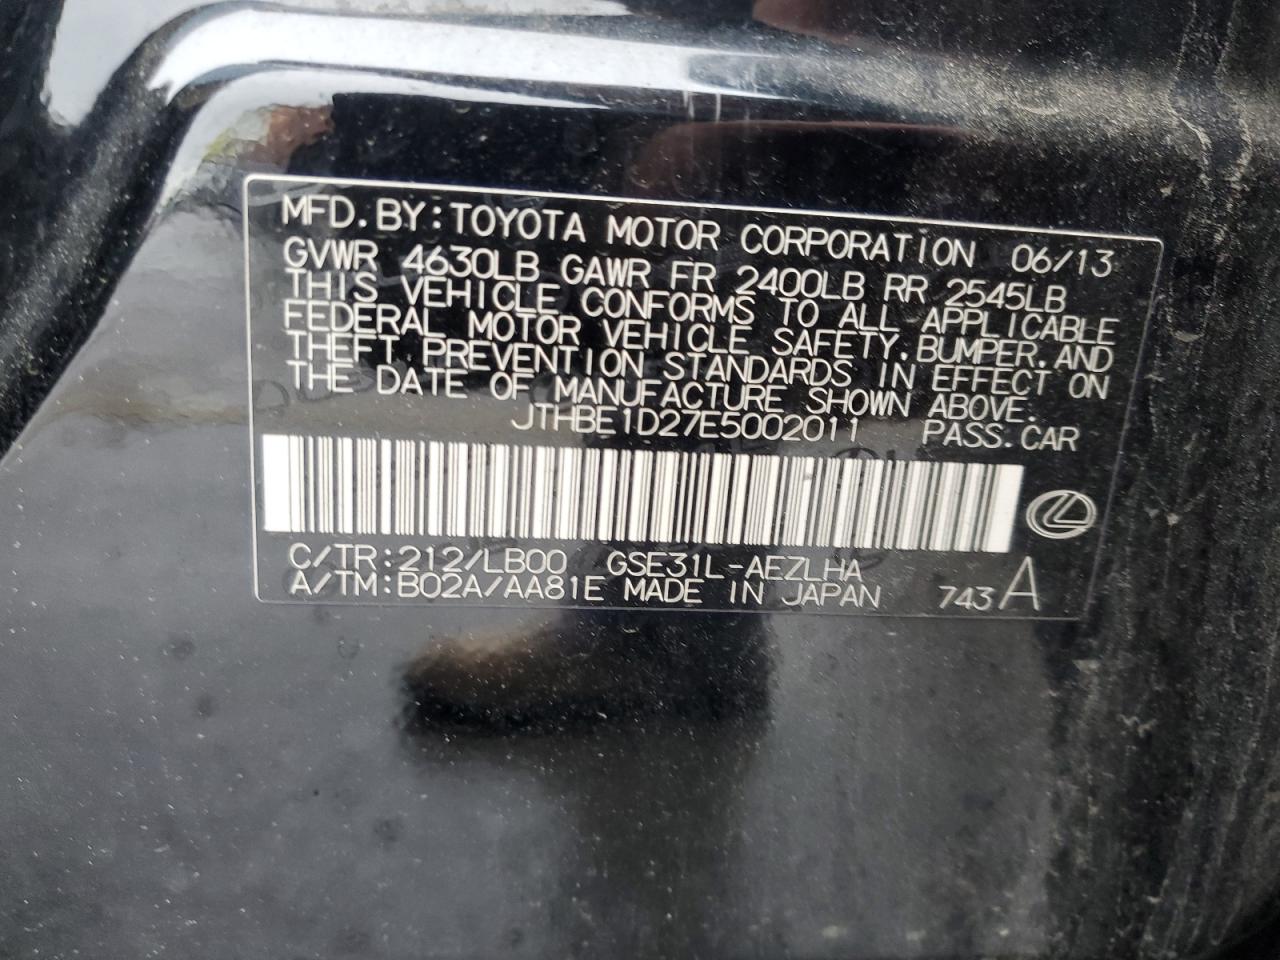 MFD.BY:TOYOTA MOTOR CORPORATION 06/13
GVWR 4630LB GAWR FR 2400LB RR 2545LB
THIS VEHICLE CONFORMS TO ALL APPLICABLE
FEDERAL MOTOR VEHICLE SAFETY.BUMPER.AND
THEFT PREVENTION STANDARDS IN EFFECT ON
THE DATE OF MANUFACTURE SHOWN ABOVE.
JTHBE1D27E5002011 PASS.CAR
C/TR:212/LB00 GSE31L-AEZLHA
A/TM:B02A/AA81E MADE IN JAPAN 743A